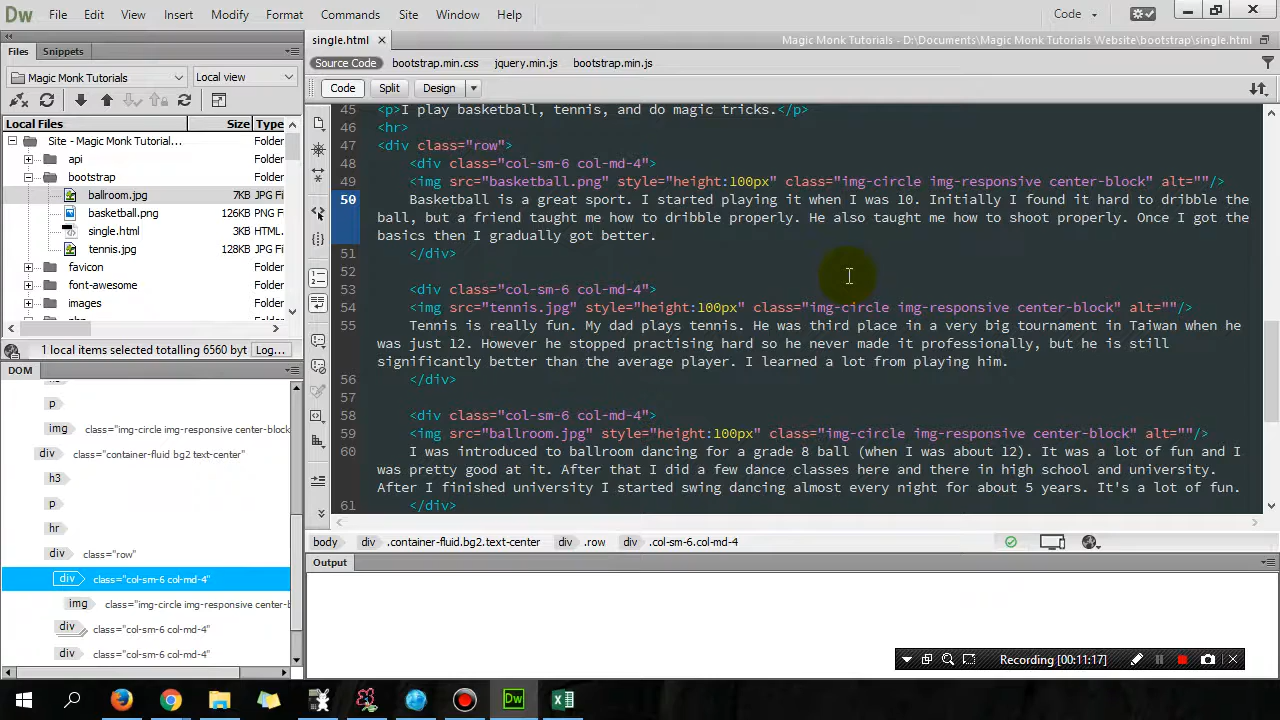 Dw File Edit View Insert Modify Format Commands Site Window Help Code
Files Snippets
single.html Magic Monk Tutorials - D:\Documents\Magic Monk Tutorials Website\bootstrap\single.html
Source Code bootstrap.min.css jquery.min.js bootstrap.min.js
Magic Monk Tutorials Local view
Code Split Design
Local Files Size Type
Site - Magic Monk Tutorial... Folder
api Folder
bootstrap Folder
ballroom.jpg 7KB JPG Fi
basketball.png 126KB PNG F
single.html 3KB HTML.
tennis.jpg 128KB JPG Fi
favicon Folder
font-awesome Folder
images Folder
1 local items selected totalling 6560 byt Log...
DOM
p
img class="img-circle img-responsive center-block
div class="container-fluid bg2 text-center"
h3
p
hr
div class="row"
div class="col-sm-6 col-md-4"
img class="img-circle img-responsive center-b
div class="col-sm-6 col-md-4"
div class="col-sm-6 col-md-4"
45 <p>I play basketball, tennis, and do magic tricks.</p>
46 <hr>
47 <div class="row">
48 <div class="col-sm-6 col-md-4">
49 <img src="basketball.png" style="height:100px" class="img-circle img-responsive center-block" alt=""/>
50 Basketball is a great sport. I started playing it when I was 10. Initially I found it hard to dribble the
ball, but a friend taught me how to dribble properly. He also taught me how to shoot properly. Once I got the
basics then I gradually got better.
51 </div>
52
53 <div class="col-sm-6 col-md-4">
54 <img src="tennis.jpg" style="height:100px" class="img-circle img-responsive center-block" alt=""/>
55 Tennis is really fun. My dad plays tennis. He was third place in a very big tournament in Taiwan when he
was just 12. However he stopped practising hard so he never made it professionally, but he is still
significantly better than the average player. I learned a lot from playing him.
56 </div>
57
58 <div class="col-sm-6 col-md-4">
59 <img src="ballroom.jpg" style="height:100px" class="img-circle img-responsive center-block" alt=""/>
60 I was introduced to ballroom dancing for a grade 8 ball (when I was about 12). It was a lot of fun and I
was pretty good at it. After that I did a few dance classes here and there in high school and university.
After I finished university I started swing dancing almost every night for about 5 years. It's a lot of fun.
61 </div>
body div .container-fluid.bg2.text-center div .row div .col-sm-6.col-md-4
Output
Recording [00:11:17]
Dw